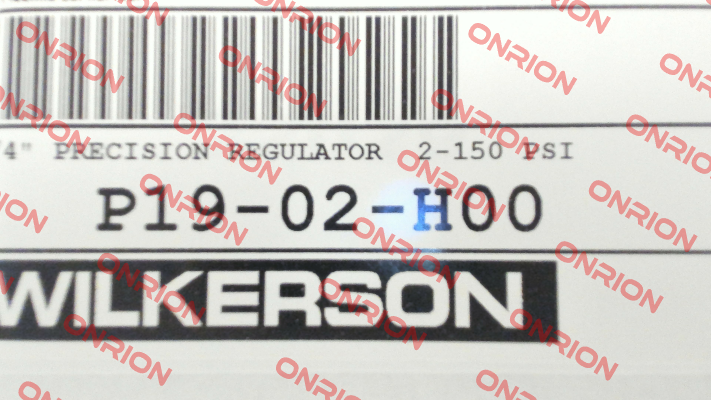 /4" PRECISION REGULATOR 2-150 PSI
P19-02-H00
WILKERSON
ONRION